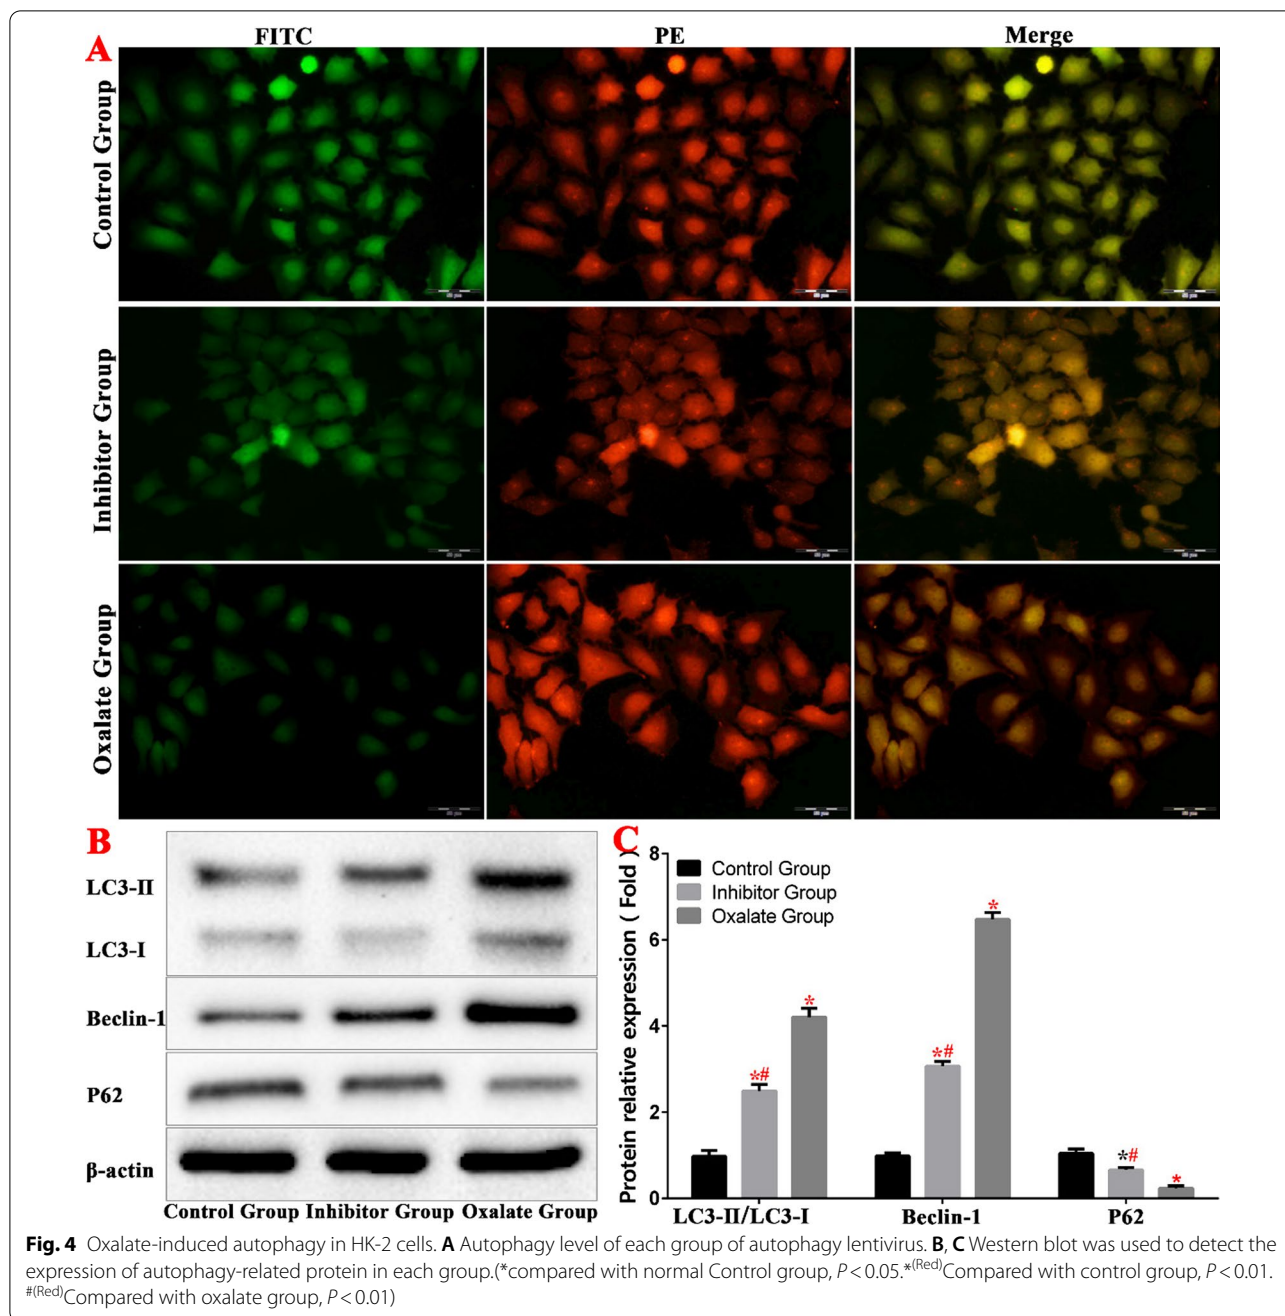 A
FITC
PE
Merge
Control Group
Inhibitor Group
Oxalate Group
B
LC3-II
LC3-I
Beclin-1
P62
β-actin
Control Group Inhibitor Group Oxalate Group
C
Protein relative expression ( Fold )
8
6
4
2
0
Control Group
Inhibitor Group
Oxalate Group
*# * *# * *# *
LC3-II/LC3-I Beclin-1 P62
Fig. 4 Oxalate-induced autophagy in HK-2 cells. A Autophagy level of each group of autophagy lentivirus. B, C Western blot was used to detect the
expression of autophagy-related protein in each group.(*compared with normal Control group, P < 0.05.*(Red)Compared with control group, P < 0.01.
#(Red)Compared with oxalate group, P < 0.01)